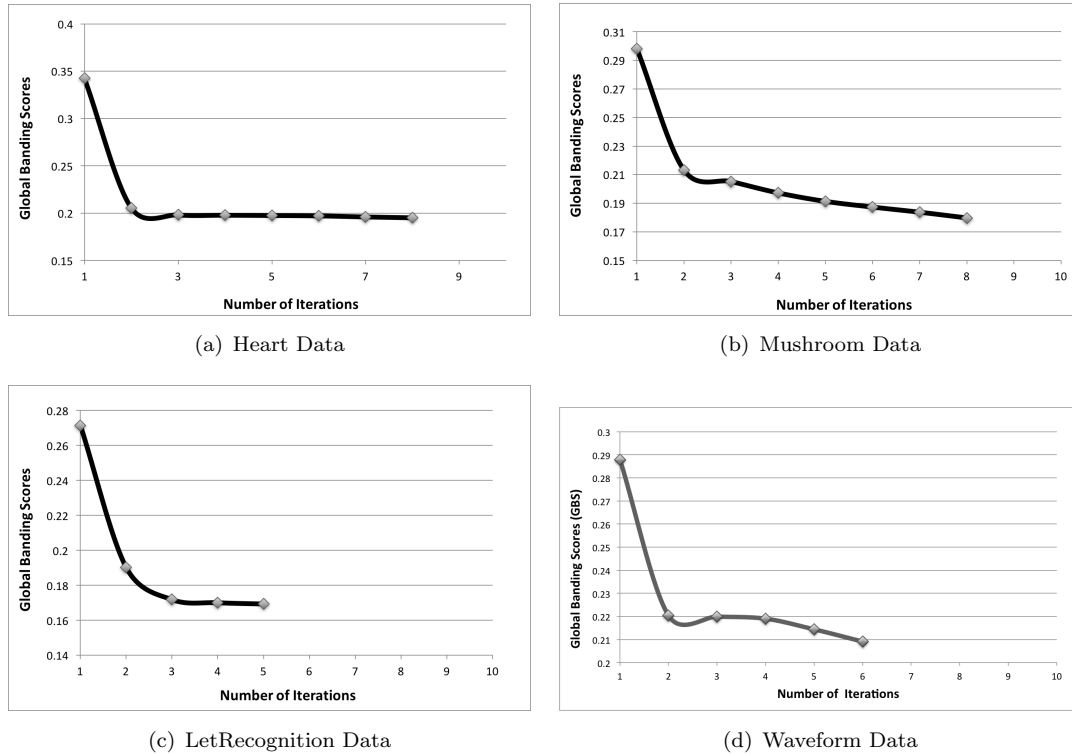 0.4
0.35
0.3
0.25
0.2
0.15
1 3 5 7 9
Global Banding Scores
Number of Iterations
(a) Heart Data
0.31
0.29
0.27
0.25
0.23
0.21
0.19
0.17
0.15
1 2 3 4 5 6 7 8 9 10
Global Banding Scores
Number of Iterations
(b) Mushroom Data
0.28
0.26
0.24
0.22
0.2
0.18
0.16
0.14
1 2 3 4 5 6 7 8 9 10
Global Banding Scores
Number of Iterations
(c) LetRecognition Data
0.3
0.29
0.28
0.27
0.26
0.25
0.24
0.23
0.22
0.21
0.2
1 2 3 4 5 6 7 8 9 10
Global Banding Scores (GBS)
Number of Iterations
(d) Waveform Data